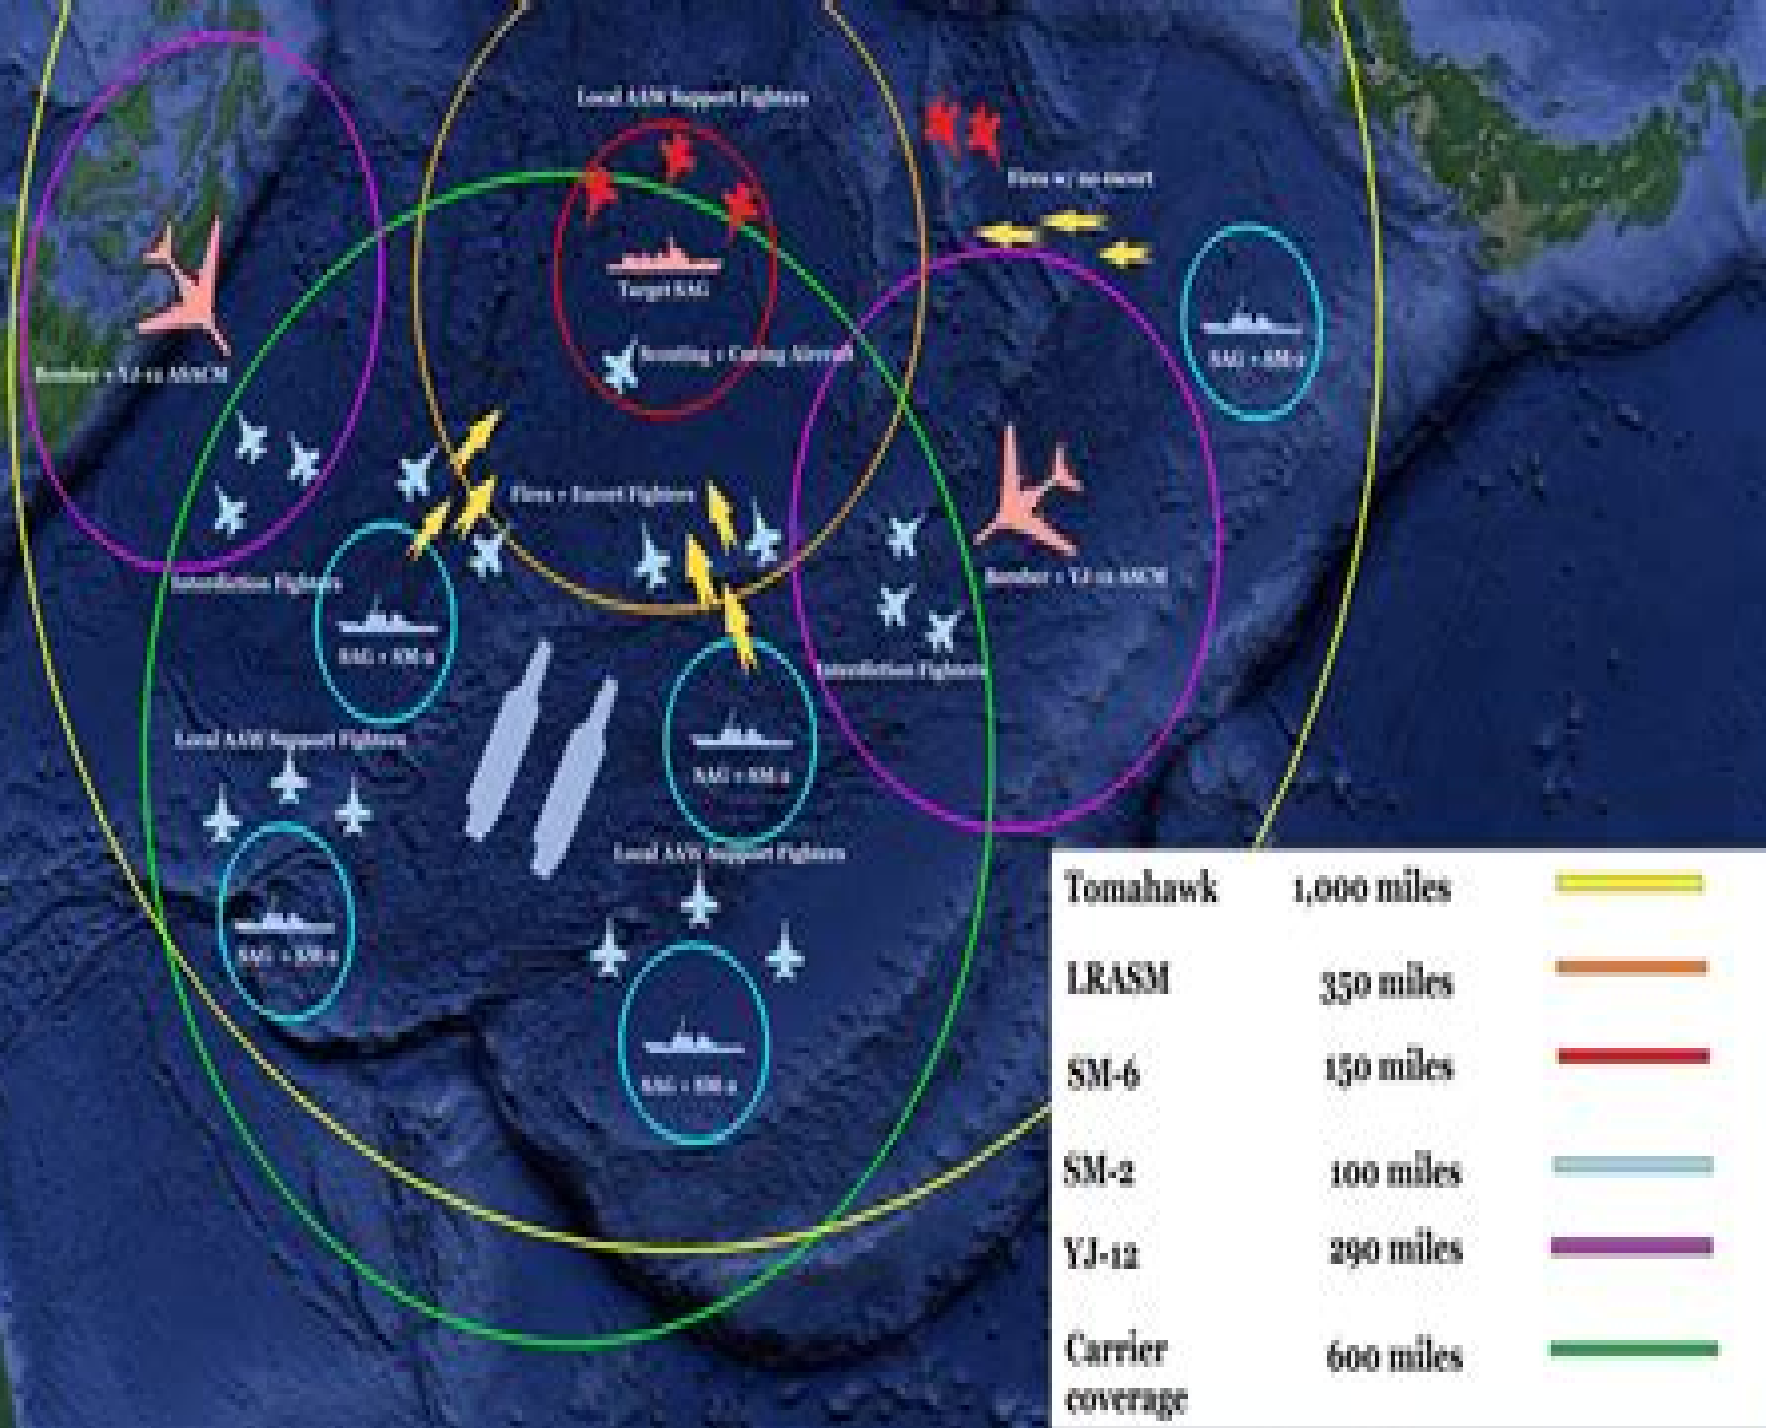 Local AAW Support Fighters
Fires w/ no escort
Target SAG
Scouting + Cueing Aircraft
SAG + SM-2
Bomber + YJ-12 ASCM
Fires + Escort Fighters
Bomber + YJ-12 ASCM
Interdiction Fighters
SAG + SM-2
Interdiction Fighters
Local AAW Support Fighters
SAG + SM-2
Local AAW Support Fighters
SAG + SM-2
SAG + SM-2
Tomahawk 1,000 miles
LRASM 350 miles
SM-6 150 miles
SM-2 100 miles
YJ-12 290 miles
Carrier 600 miles
coverage